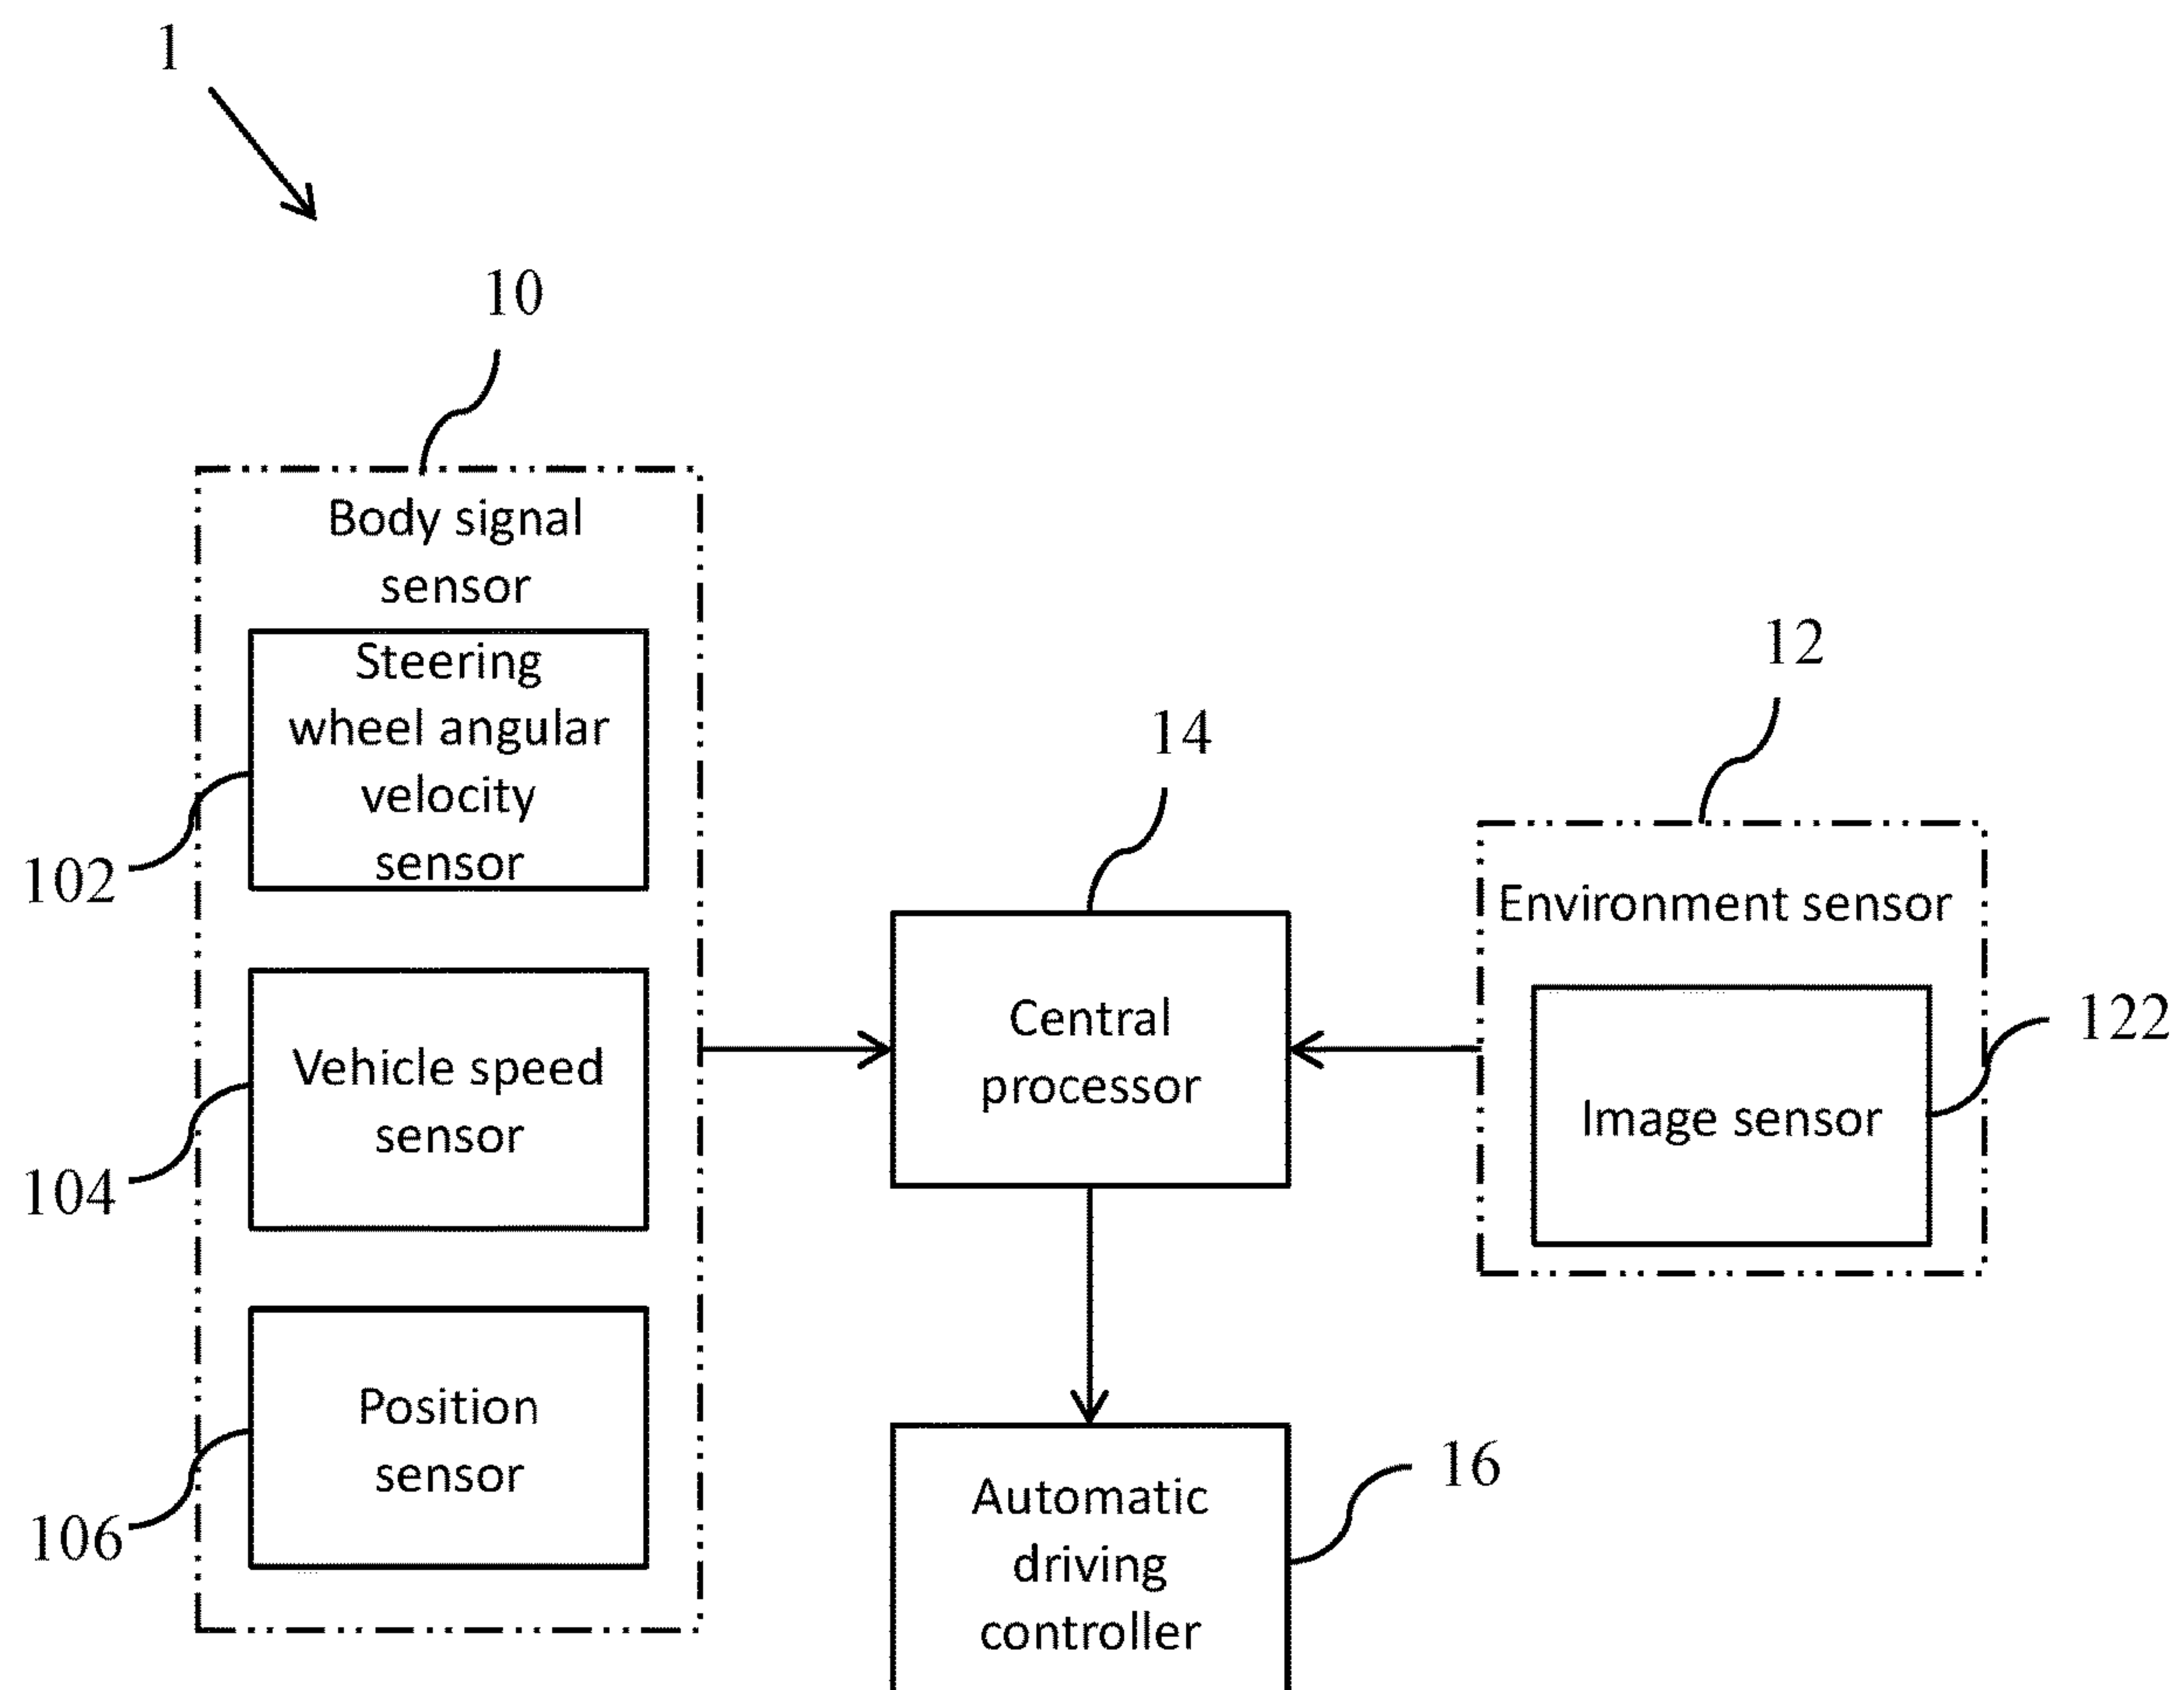 1
10
Body signal
sensor
Steering
wheel angular
velocity
sensor
102
Vehicle speed
sensor
104
Position
sensor
106
14
Central
processor
12
Environment sensor
Image sensor
122
Automatic
driving
controller
16